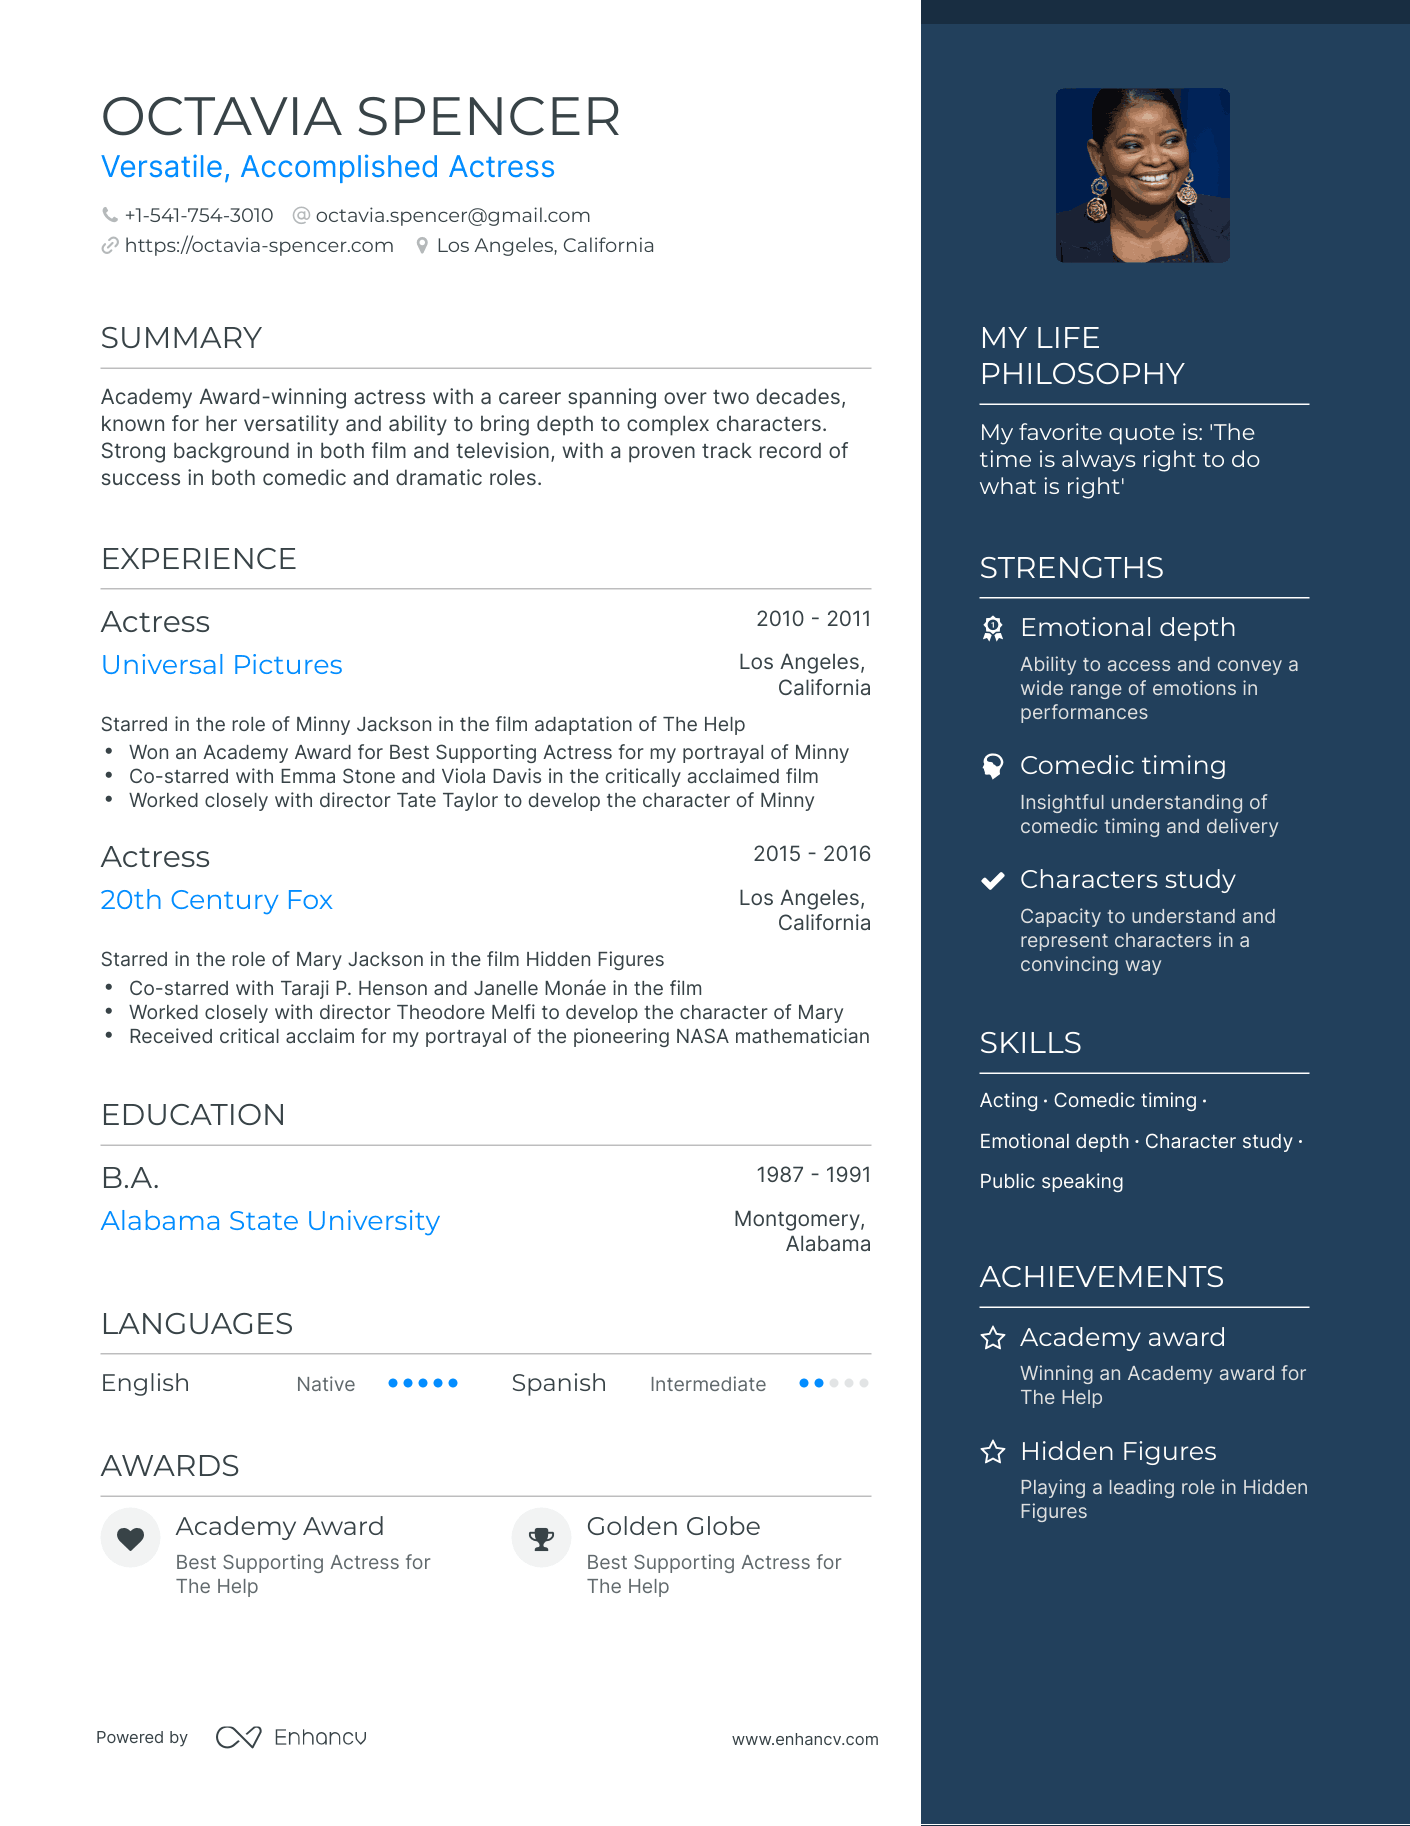 OCTAVIA SPENCER
Versatile, Accomplished Actress
+1-541-754-3010 octavia.spencer@gmail.com
https://octavia-spencer.com Los Angeles, California
SUMMARY
Academy Award-winning actress with a career spanning over two decades,
known for her versatility and ability to bring depth to complex characters.
Strong background in both film and television, with a proven track record of
success in both comedic and dramatic roles.
EXPERIENCE
Actress 2010 - 2011
Universal Pictures Los Angeles,
California
Starred in the role of Minny Jackson in the film adaptation of The Help
• Won an Academy Award for Best Supporting Actress for my portrayal of Minny
• Co-starred with Emma Stone and Viola Davis in the critically acclaimed film
• Worked closely with director Tate Taylor to develop the character of Minny
Actress 2015 - 2016
20th Century Fox Los Angeles,
California
Starred in the role of Mary Jackson in the film Hidden Figures
• Co-starred with Taraji P. Henson and Janelle Monáe in the film
• Worked closely with director Theodore Melfi to develop the character of Mary
• Received critical acclaim for my portrayal of the pioneering NASA mathematician
EDUCATION
B.A. 1987 - 1991
Alabama State University Montgomery,
Alabama
LANGUAGES
English Native Spanish Intermediate
AWARDS
Academy Award
Best Supporting Actress for
The Help
Golden Globe
Best Supporting Actress for
The Help
Powered by Enhancv www.enhancv.com
MY LIFE
PHILOSOPHY
My favorite quote is: 'The
time is always right to do
what is right'
STRENGTHS
Emotional depth
Ability to access and convey a
wide range of emotions in
performances
Comedic timing
Insightful understanding of
comedic timing and delivery
Characters study
Capacity to understand and
represent characters in a
convincing way
SKILLS
Acting · Comedic timing ·
Emotional depth · Character study ·
Public speaking
ACHIEVEMENTS
Academy award
Winning an Academy award for
The Help
Hidden Figures
Playing a leading role in Hidden
Figures